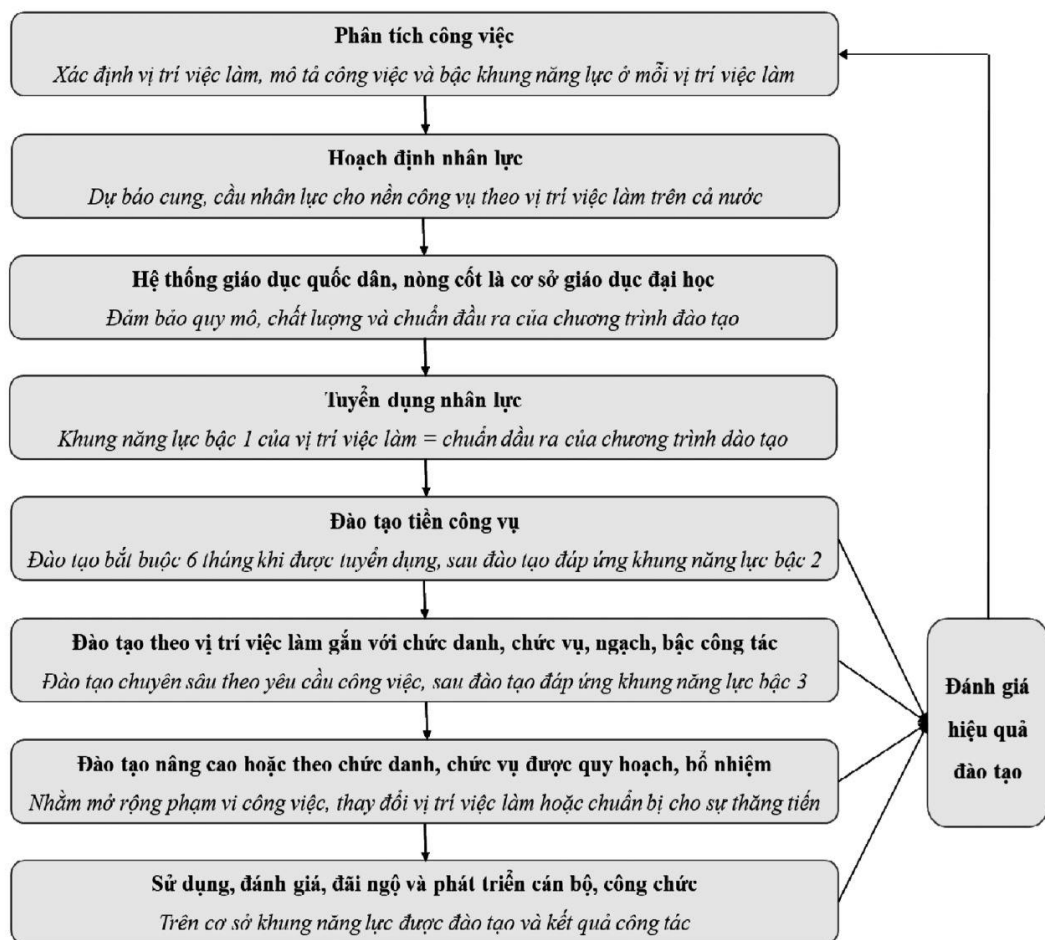 Phân tích công việc
Xác định vị trí việc làm, mô tả công việc và bậc khung năng lực ở mỗi vị trí việc làm
Hoạch định nhân lực
Dự báo cung, cầu nhân lực cho nền công vụ theo vị trí việc làm trên cả nước
Hệ thống giáo dục quốc dân, nòng cốt là cơ sở giáo dục đại học
Đảm bảo quy mô, chất lượng và chuẩn đầu ra của chương trình đào tạo
Tuyển dụng nhân lực
Khung năng lực bậc 1 của vị trí việc làm = chuẩn dầu ra của chương trình dào tạo
Đào tạo tiền công vụ
Đào tạo bắt buộc 6 tháng khi được tuyển dụng, sau đào tạo đáp ứng khung năng lực bậc 2
Đào tạo theo vị trí việc làm gắn với chức danh, chức vụ, ngạch, bậc công tác
Đào tạo chuyên sâu theo yêu cầu công việc, sau đào tạo đáp ứng khung năng lực bậc 3
Đào tạo nâng cao hoặc theo chức danh, chức vụ được quy hoạch, bổ nhiệm
Nhằm mở rộng phạm vi công việc, thay đổi vị trí việc làm hoặc chuẩn bị cho sự thăng tiến
Sử dụng, đánh giá, đãi ngộ và phát triển cán bộ, công chức
Trên cơ sở khung năng lực được đào tạo và kết quả công tác
Đánh giá
hiệu quả
đào tạo